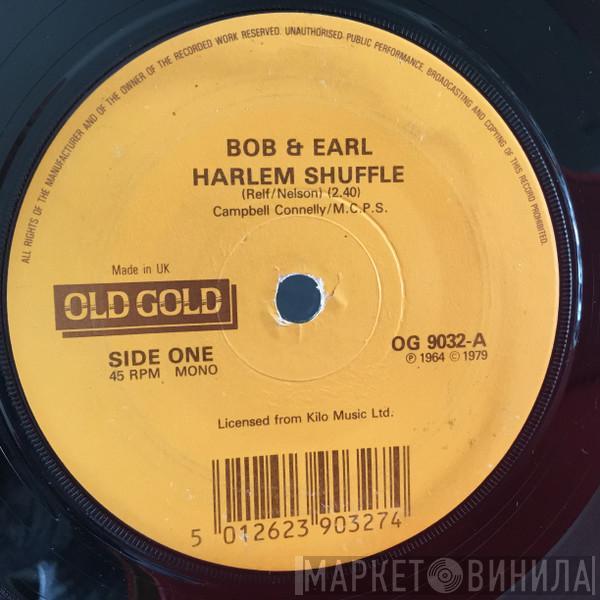 ALL RIGHTS OF THE MANUFACTURER AND OF THE OWNER OF THE RECORDED WORK RESERVED. UNAUTHORISED PUBLIC PERFORMANCE, BROADCASTING AND COPYING OF THIS RECORD PROHIBITED.
BOB & EARL
HARLEM SHUFFLE
(Relf/Nelson) (2.40)
Campbell Connelly/M.C.P.S.
Made in UK
OLD GOLD
SIDE ONE
45 RPM MONO
OG 9032-A
℗ 1964 © 1979
Licensed from Kilo Music Ltd.
5 012623 903274
МАРКЕТ ВИНИЛА